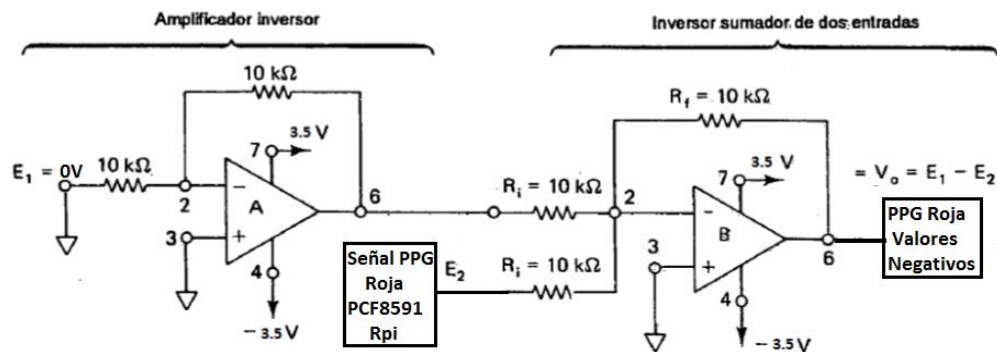 Amplificador inversor
Inversor sumador de dos entradas
10 kΩ
R_f = 10 kΩ
7
3.5 V
7
3.5 V
E₁ = 0V
10 kΩ
−
A
+
2
3
4
6
− 3.5 V
R_i = 10 kΩ
2
−
B
+
3
4
6
− 3.5 V
= V_o = E₁ − E₂
Señal PPG
Roja
PCF8591
Rpi
E₂
R_i = 10 kΩ
PPG Roja
Valores
Negativos